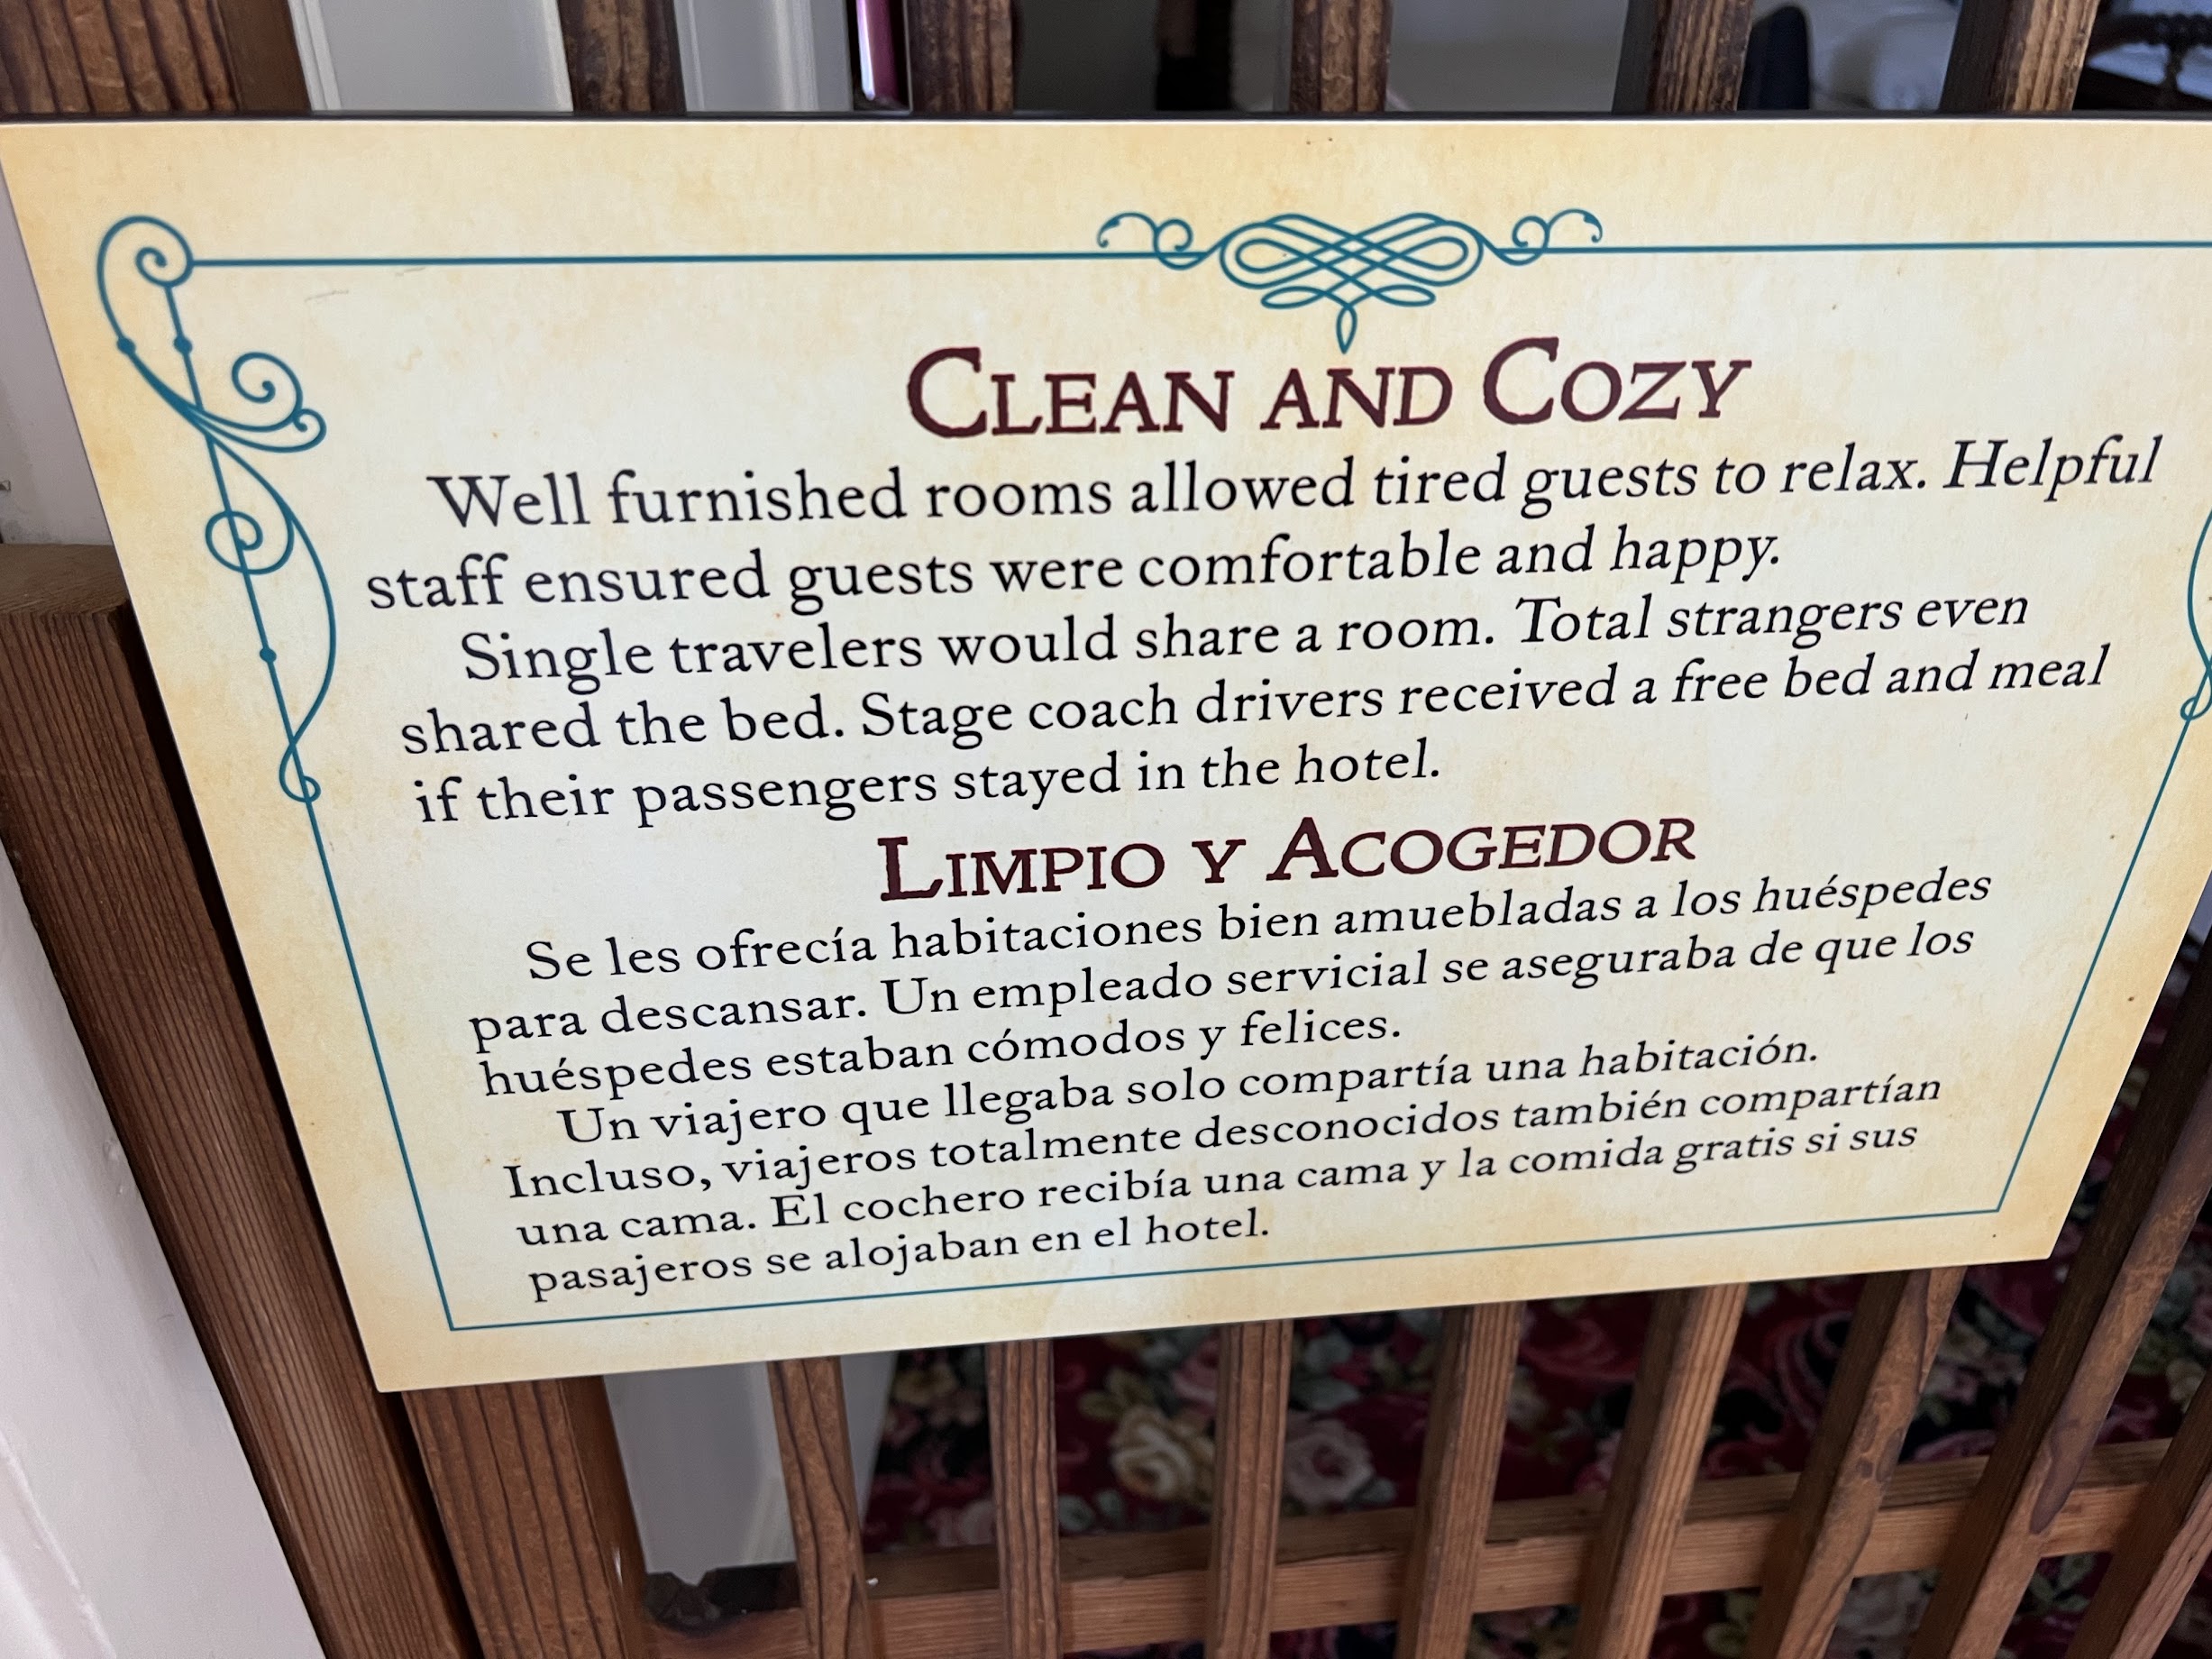 Clean and Cozy
Well furnished rooms allowed tired guests to relax. Helpful
staff ensured guests were comfortable and happy.
Single travelers would share a room. Total strangers even
shared the bed. Stage coach drivers received a free bed and meal
if their passengers stayed in the hotel.
Limpio y Acogedor
Se les ofrecía habitaciones bien amuebladas a los huéspedes
para descansar. Un empleado servicial se aseguraba de que los
huéspedes estaban cómodos y felices.
Un viajero que llegaba solo compartía una habitación.
Incluso, viajeros totalmente desconocidos también compartían
una cama. El cochero recibía una cama y la comida gratis si sus
pasajeros se alojaban en el hotel.